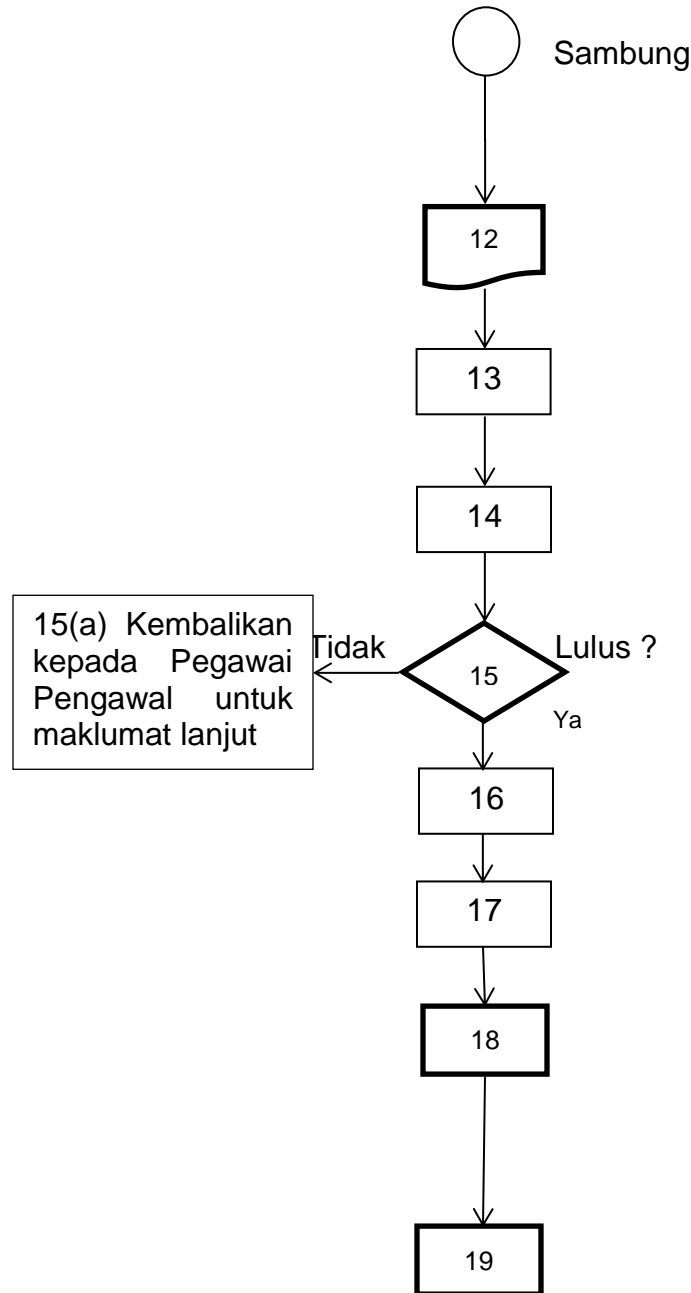 Sambung
12
13
14
15(a) Kembalikan
kepada Pegawai
Pengawal untuk
maklumat lanjut
Tidak
15
Lulus ?
Ya
16
17
18
19